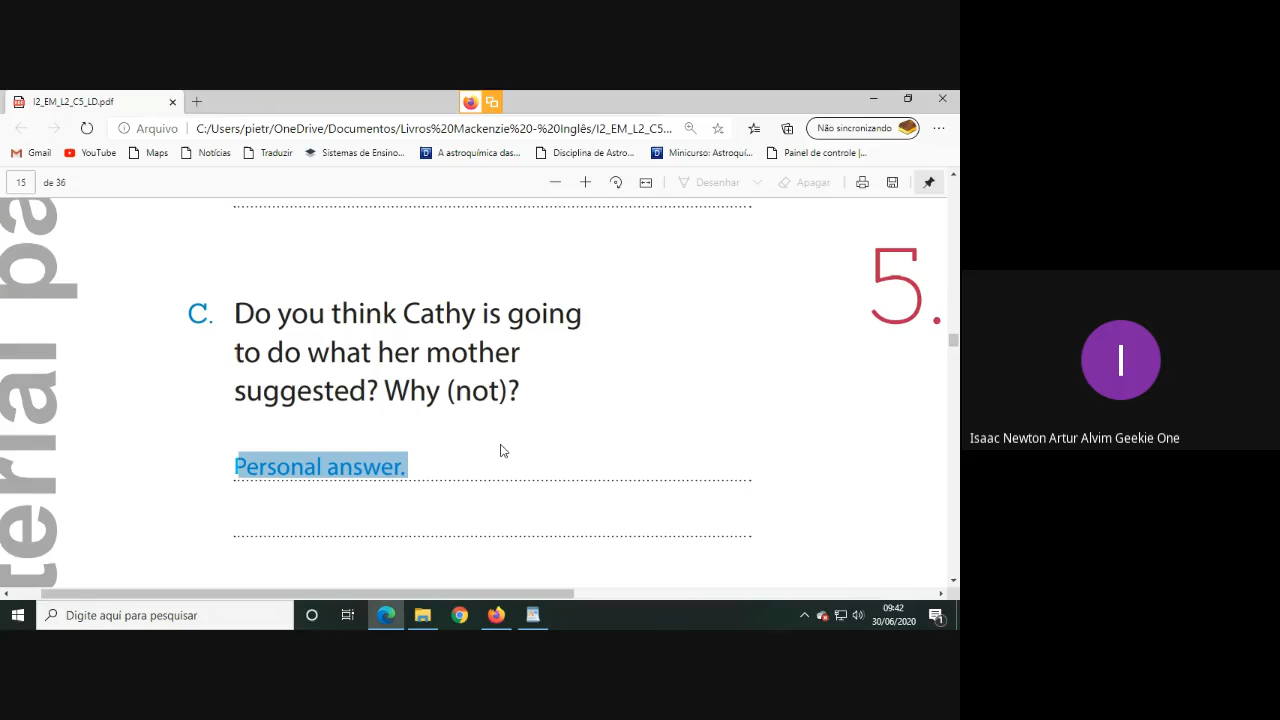 I2_EM_L2_C5_LD.pdf
Arquivo C:/Users/pietr/OneDrive/Documentos/Livros%20Mackenzie%20-%20Inglês/I2_EM_L2_C5... Não sincronizando
Gmail YouTube Maps Notícias Traduzir Sistemas de Ensino... A astroquímica das... Disciplina de Astro... Minicurso: Astroquí... Painel de controle |...
15 de 36 Desenhar Apagar
terial pa
5.
C. Do you think Cathy is going
to do what her mother
suggested? Why (not)?
Personal answer.
I
Isaac Newton Artur Alvim Geekie One
Digite aqui para pesquisar
09:42
30/06/2020
1